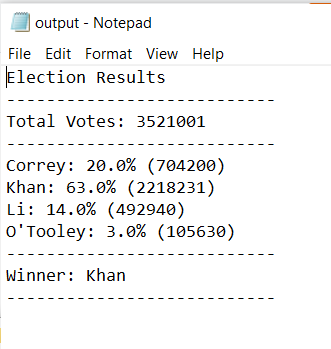 output - Notepad
File Edit Format View Help
Election Results
---------------------------
Total Votes: 3521001
---------------------------
Correy: 20.0% (704200)
Khan: 63.0% (2218231)
Li: 14.0% (492940)
O'Tooley: 3.0% (105630)
---------------------------
Winner: Khan
---------------------------